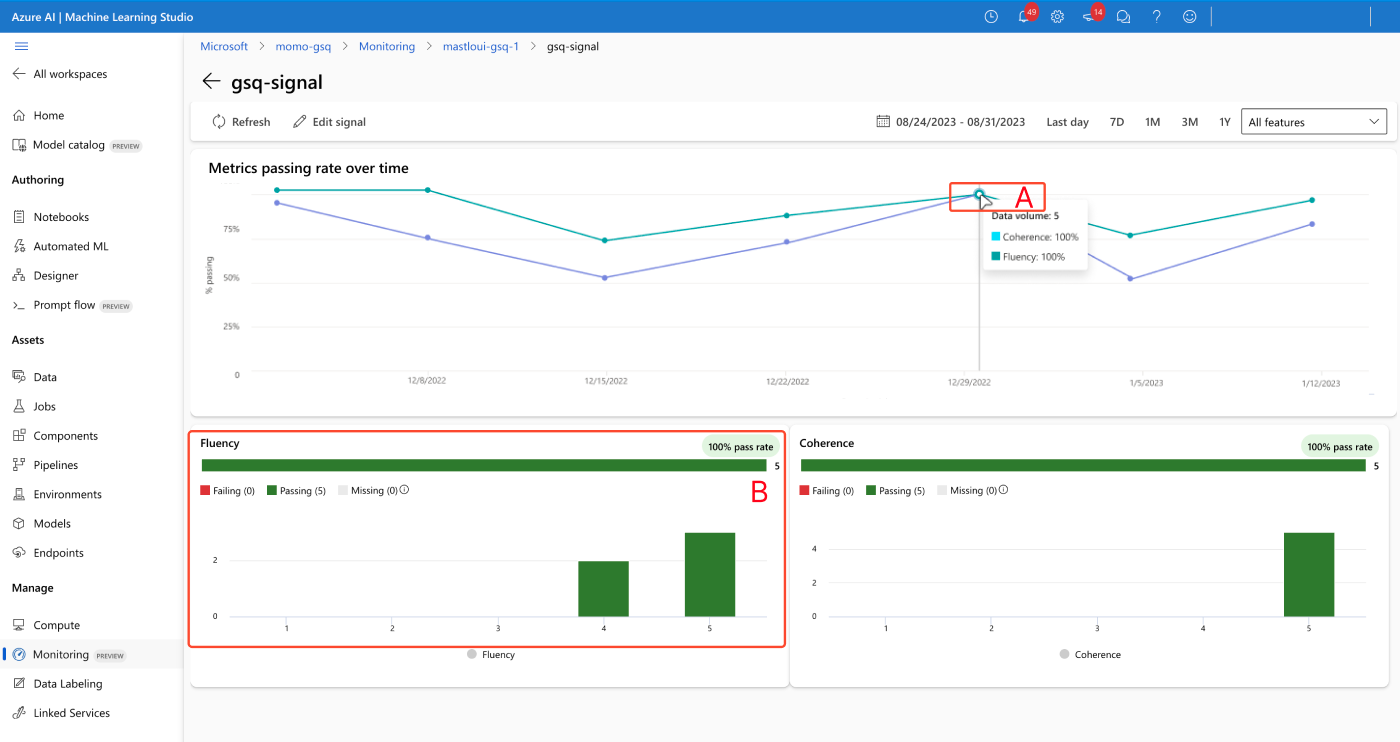 Azure AI | Machine Learning Studio
49
14
Microsoft > momo-gsq > Monitoring > mastloui-gsq-1 > gsq-signal
All workspaces
Home
Model catalog PREVIEW
Authoring
Notebooks
Automated ML
Designer
Prompt flow PREVIEW
Assets
Data
Jobs
Components
Pipelines
Environments
Models
Endpoints
Manage
Compute
Monitoring PREVIEW
Data Labeling
Linked Services
gsq-signal
Refresh
Edit signal
08/24/2023 - 08/31/2023
Last day
7D
1M
3M
1Y
All features
Metrics passing rate over time
75%
50%
25%
0
% passing
A
Data volume: 5
Coherence: 100%
Fluency: 100%
12/8/2022
12/15/2022
12/22/2022
12/29/2022
1/5/2023
1/12/2023
Fluency
100% pass rate
5
Failing (0)
Passing (5)
Missing (0)
B
2
0
1
2
3
4
5
Fluency
Coherence
100% pass rate
5
Failing (0)
Passing (5)
Missing (0)
4
2
0
1
2
3
4
5
Coherence